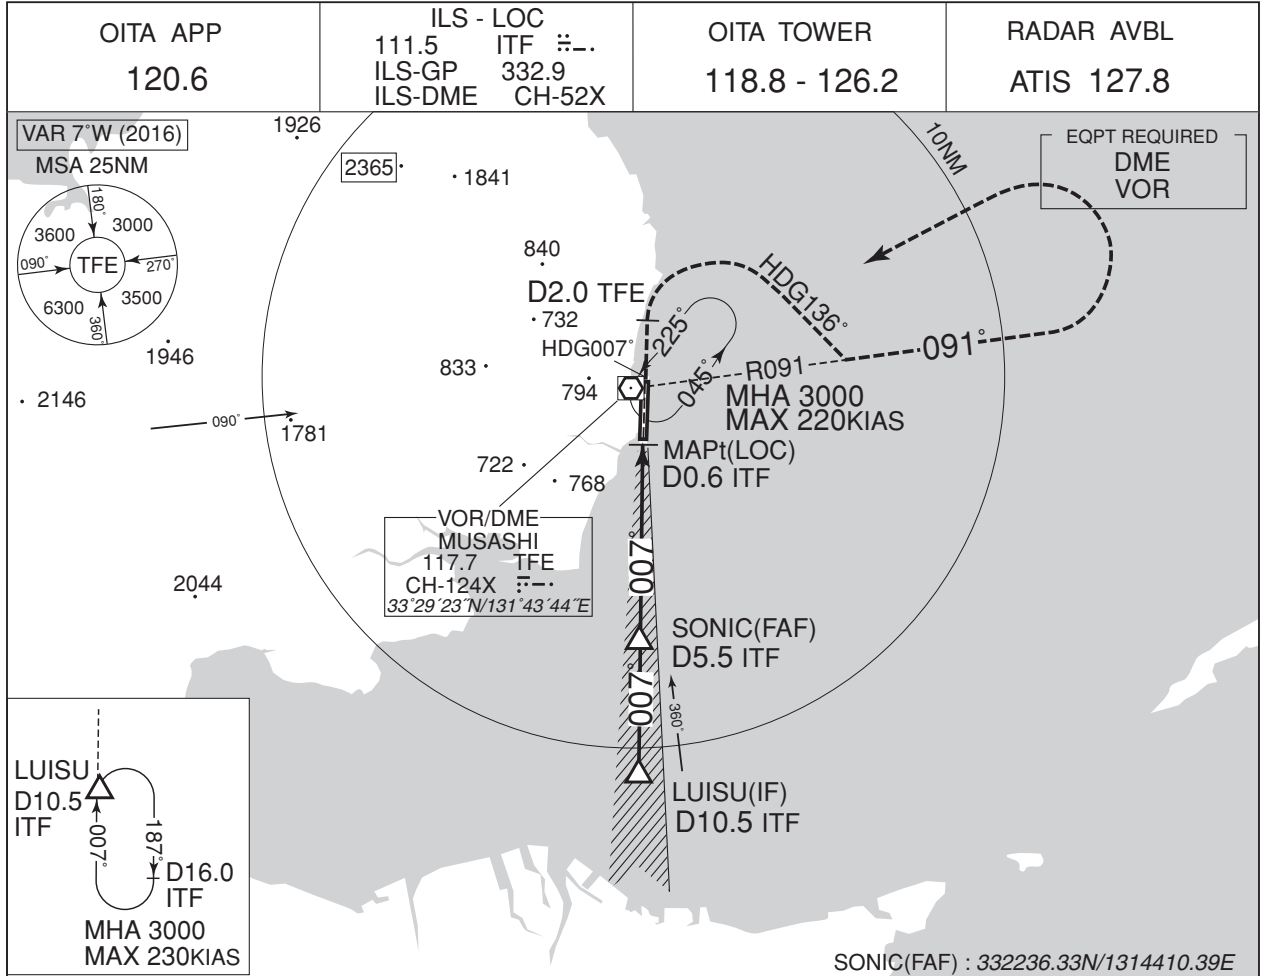 OITA APP
120.6
ILS - LOC
111.5 ITF
ILS-GP 332.9
ILS-DME CH-52X
OITA TOWER
118.8 - 126.2
RADAR AVBL
ATIS 127.8
VAR 7°W (2016)
MSA 25NM
180°
3600
3000
090°
TFE
270°
6300
3500
360°
1926
2365
1841
10NM
EQPT REQUIRED
DME
VOR
840
D2.0 TFE
732
HDG007°
833
794
1946
2146
090°
1781
722
768
2044
225°
045°
HDG136°
091°
R091
MHA 3000
MAX 220KIAS
MAPt(LOC)
D0.6 ITF
VOR/DME
MUSASHI
117.7 TFE
CH-124X
33°29´23˝N/131°43´44˝E
007°
SONIC(FAF)
D5.5 ITF
007°
360°
LUISU(IF)
D10.5 ITF
LUISU
D10.5
ITF
007°
187°
D16.0
ITF
MHA 3000
MAX 230KIAS
SONIC(FAF) : 332236.33N/1314410.39E